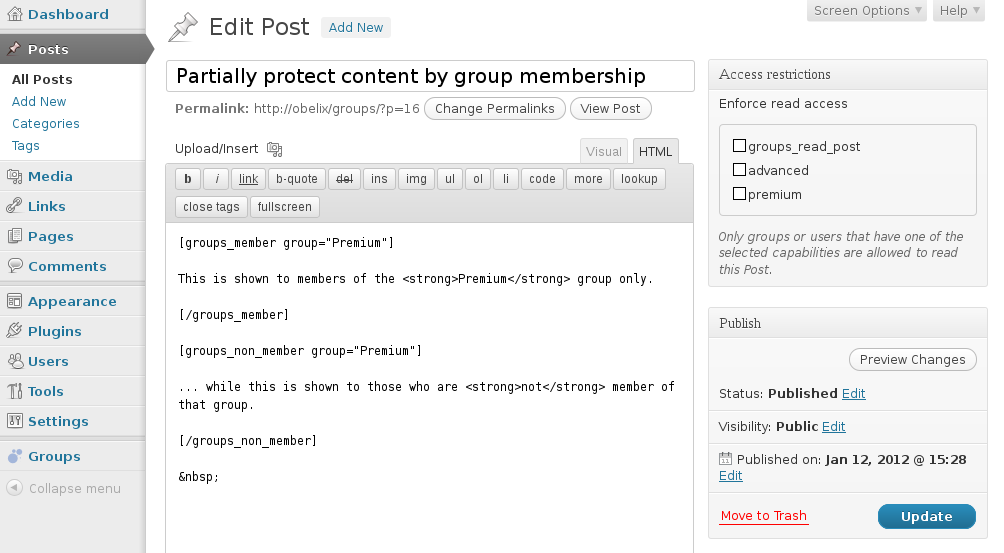 Dashboard
Posts
All Posts
Add New
Categories
Tags
Media
Links
Pages
Comments
Appearance
Plugins
Users
Tools
Settings
Groups
Collapse menu
Screen Options
Help
Edit Post
Add New
Partially protect content by group membership
Permalink: http://obelix/groups/?p=16 Change Permalinks View Post
Upload/Insert
Visual HTML
b i link b-quote del ins img ul ol li code more lookup
close tags fullscreen
[groups_member group="Premium"]
This is shown to members of the <strong>Premium</strong> group only.
[/groups_member]
[groups_non_member group="Premium"]
... while this is shown to those who are <strong>not</strong> member of
that group.
[/groups_non_member]
&nbsp;
Access restrictions
Enforce read access
groups_read_post
advanced
premium
Only groups or users that have one of the
selected capabilities are allowed to read
this Post.
Publish
Preview Changes
Status: Published Edit
Visibility: Public Edit
Published on: Jan 12, 2012 @ 15:28
Edit
Move to Trash
Update